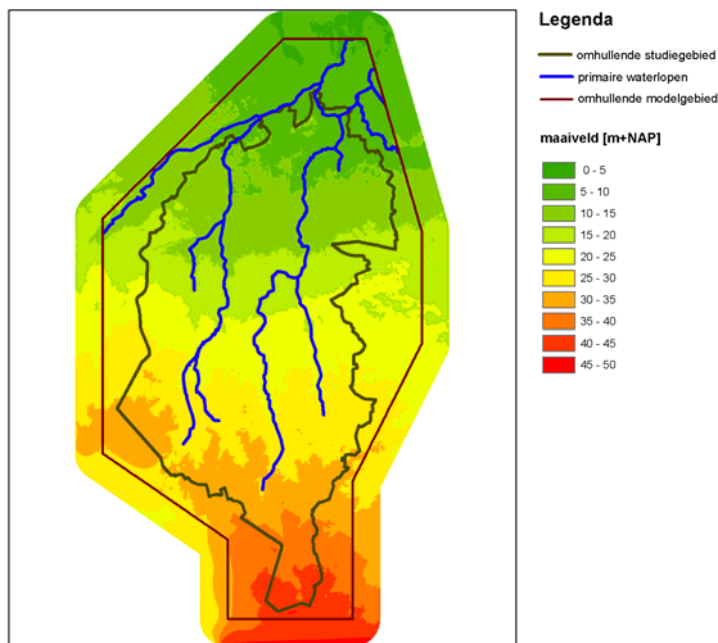 Legenda
omhullende studiegebied
primaire waterlopen
omhullende modelgebied
maaiveld [m+NAP]
0 - 5
5 - 10
10 - 15
15 - 20
20 - 25
25 - 30
30 - 35
35 - 40
40 - 45
45 - 50